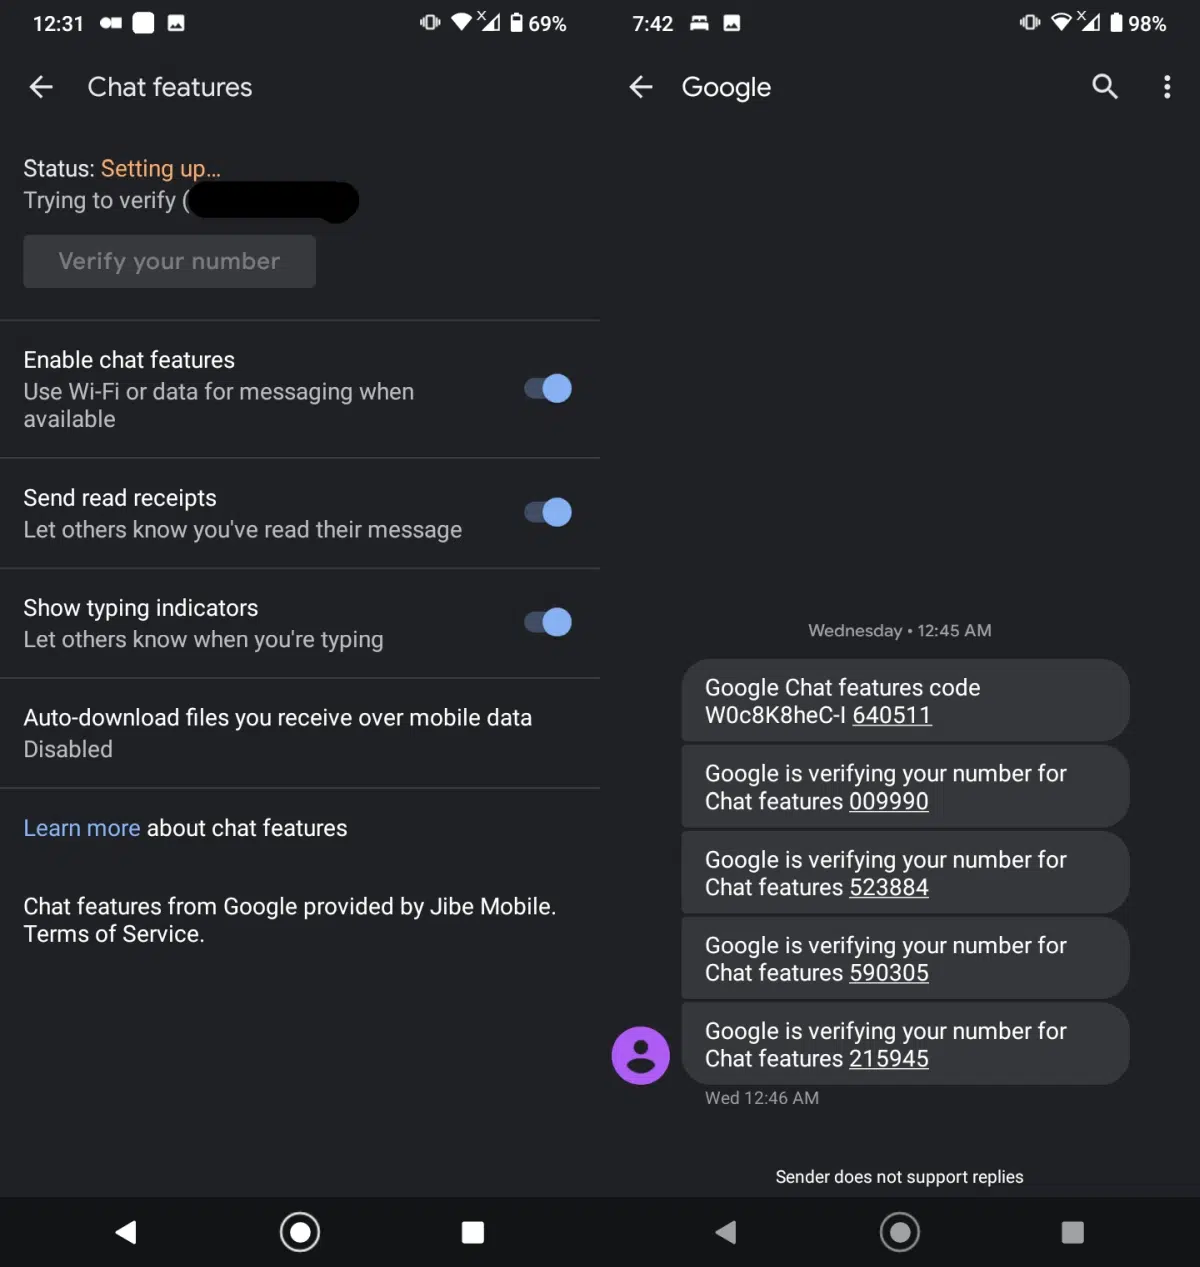 12:31
69%
Chat features
Status: Setting up...
Trying to verify (
Verify your number
Enable chat features
Use Wi-Fi or data for messaging when
available
Send read receipts
Let others know you've read their message
Show typing indicators
Let others know when you're typing
Auto-download files you receive over mobile data
Disabled
Learn more about chat features
Chat features from Google provided by Jibe Mobile.
Terms of Service.
7:42
98%
Google
Wednesday • 12:45 AM
Google Chat features code
W0c8K8heC-I 640511
Google is verifying your number for
Chat features 009990
Google is verifying your number for
Chat features 523884
Google is verifying your number for
Chat features 590305
Google is verifying your number for
Chat features 215945
Wed 12:46 AM
Sender does not support replies